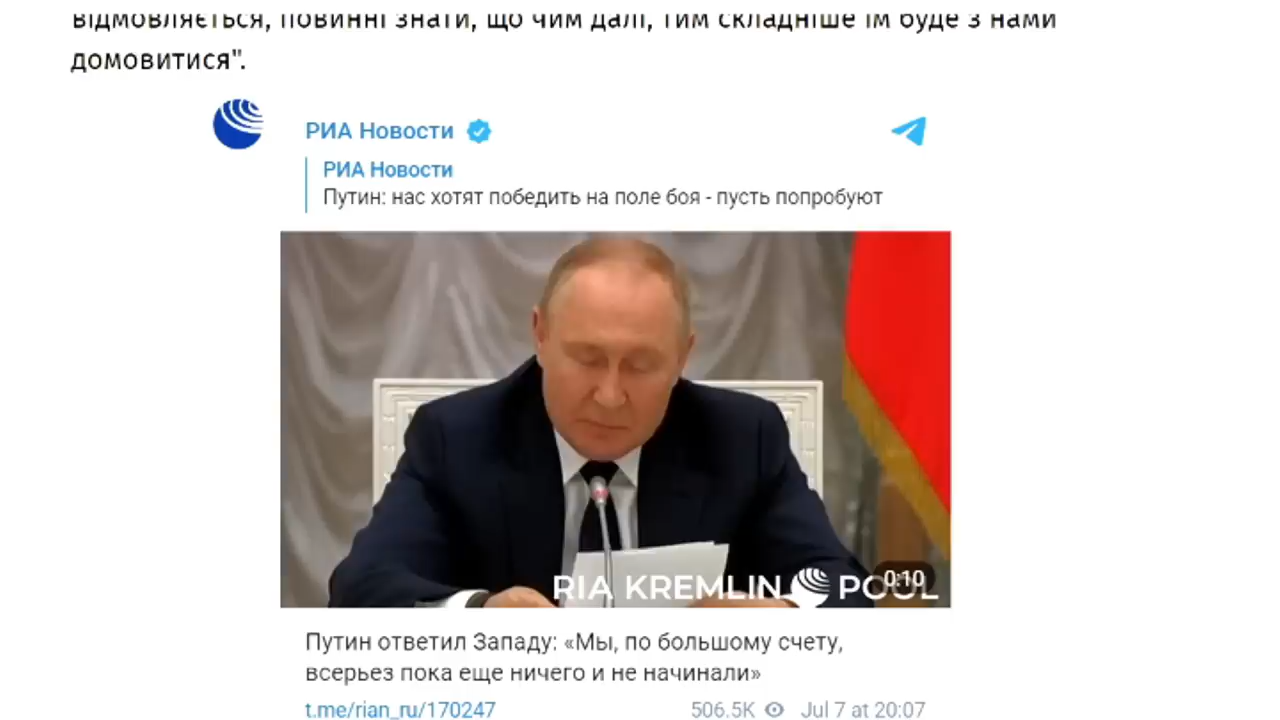 відмовляється, повинні знати, що чим далі, тим складніше їм буде з нами
домовитися".
РИА Новости
РИА Новости
Путин: нас хотят победить на поле боя - пусть попробуют
RIA KREMLIN POOL
0:10
Путин ответил Западу: «Мы, по большому счету,
всерьез пока еще ничего и не начинали»
t.me/rian_ru/170247 506.5K Jul 7 at 20:07